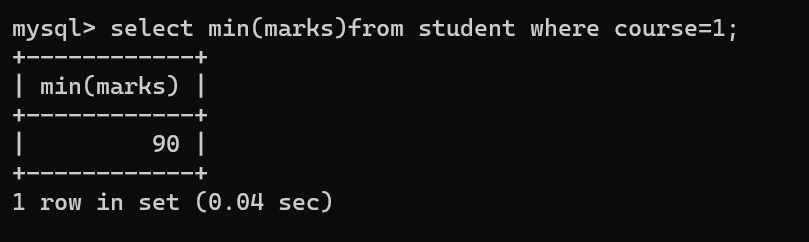 mysql> select min(marks)from student where course=1;
+------------+
| min(marks) |
+------------+
|         90 |
+------------+
1 row in set (0.04 sec)